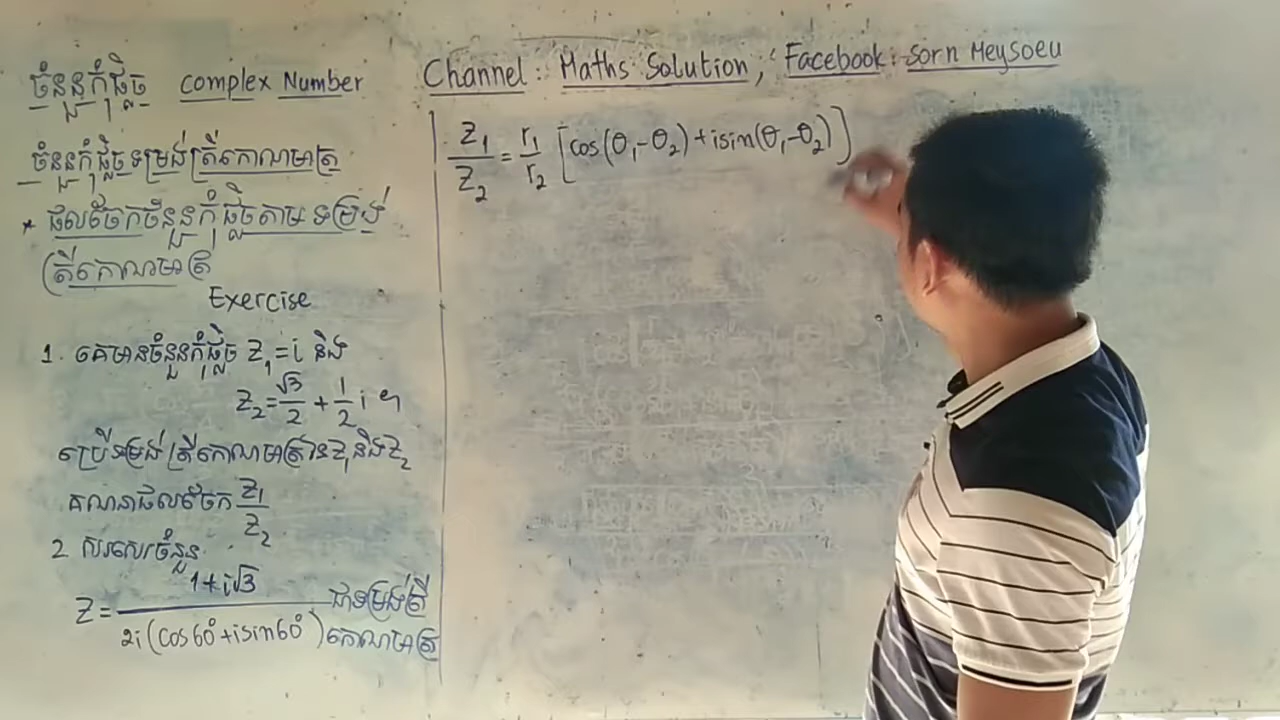 ចំនួនកុំផ្លិច complex Number
Channel : Maths Solution, Facebook : Sorn Meysoeu
ចំនួនកុំផ្លិចទម្រង់ត្រីកោណមាត្រ
* ផលចែកចំនួនកុំផ្លិចតាមទម្រង់
ត្រីកោណមាត្រ
Exercise
1. គេមានចំនួនកុំផ្លិច Z₁=i និង
Z₂=√3/2 + 1/2 i ។
ប្រើទម្រង់ត្រីកោណមាត្រនៃ Z₁ និង Z₂
គណនាផលចែក Z₁/Z₂
2 សរសេរចំនួន
Z= 1+i√3 / 2i(cos60°+isin60°) ជាទម្រង់ត្រី
កោណមាត្រ
Z₁/Z₂ = r₁/r₂ [cos(θ₁-θ₂)+isin(θ₁-θ₂)]